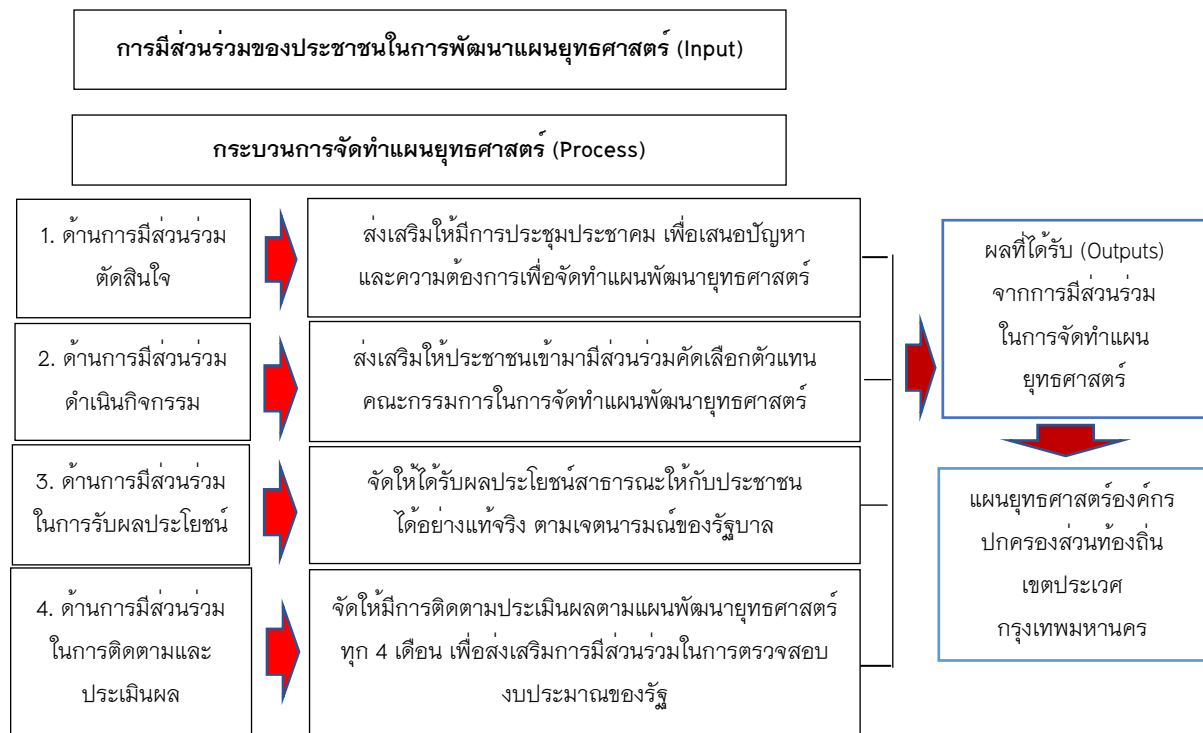 การมีส่วนร่วมของประชาชนในการพัฒนาแผนยุทธศาสตร์ (Input)
กระบวนการจัดทำแผนยุทธศาสตร์ (Process)
1. ด้านการมีส่วนร่วม
ตัดสินใจ
ส่งเสริมให้มีการประชุมประชาคม เพื่อเสนอปัญหา
และความต้องการเพื่อจัดทำแผนพัฒนายุทธศาสตร์
2. ด้านการมีส่วนร่วม
ดำเนินกิจกรรม
ส่งเสริมให้ประชาชนเข้ามามีส่วนร่วมคัดเลือกตัวแทน
คณะกรรมการในการจัดทำแผนพัฒนายุทธศาสตร์
3. ด้านการมีส่วนร่วม
ในการรับผลประโยชน์
จัดให้ได้รับผลประโยชน์สาธารณะให้กับประชาชน
ได้อย่างแท้จริง ตามเจตนารมณ์ของรัฐบาล
4. ด้านการมีส่วนร่วม
ในการติดตามและ
ประเมินผล
จัดให้มีการติดตามประเมินผลตามแผนพัฒนายุทธศาสตร์
ทุก 4 เดือน เพื่อส่งเสริมการมีส่วนร่วมในการตรวจสอบ
งบประมาณของรัฐ
ผลที่ได้รับ (Outputs)
จากการมีส่วนร่วม
ในการจัดทำแผน
ยุทธศาสตร์
แผนยุทธศาสตร์องค์กร
ปกครองส่วนท้องถิ่น
เขตประเวศ
กรุงเทพมหานคร